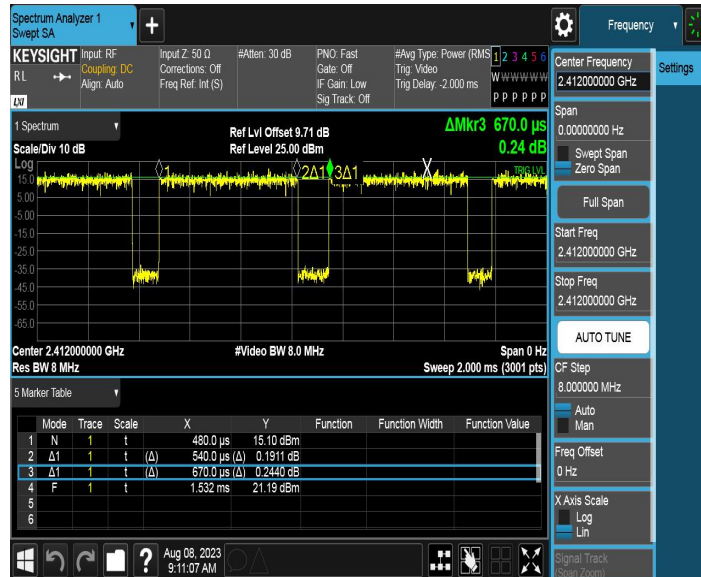 Spectrum Analyzer 1
Swept SA
+
Frequency
KEYSIGHT
RL
LXI
Input: RF
Coupling: DC
Align: Auto
Input Z: 50 Ω
Corrections: Off
Freq Ref: Int (S)
#Atten: 30 dB
PNO: Fast
Gate: Off
IF Gain: Low
Sig Track: Off
#Avg Type: Power (RMS
Trig: Video
Trig Delay: -2.000 ms
1 2 3 4 5 6
W W W W W W
P P P P P P
1 Spectrum
Scale/Div 10 dB
Ref Lvl Offset 9.71 dB
Ref Level 25.00 dBm
ΔMkr3 670.0 µs
0.24 dB
Log
15.0
5.00
-5.00
-15.0
-25.0
-35.0
-45.0
-55.0
-65.0
1
2Δ1
3Δ1
X
TRIG LVL
Center 2.412000000 GHz
#Video BW 8.0 MHz
Span 0 Hz
Res BW 8 MHz
Sweep 2.000 ms (3001 pts)
5 Marker Table
Mode Trace Scale X Y Function Function Width Function Value
1 N 1 t 480.0 µs 15.10 dBm
2 Δ1 1 t (Δ) 540.0 µs (Δ) 0.1911 dB
3 Δ1 1 t (Δ) 670.0 µs (Δ) 0.2440 dB
4 F 1 t 1.532 ms 21.19 dBm
5
6
?
Aug 08, 2023
9:11:07 AM
Center Frequency
2.412000000 GHz
Settings
Span
0.00000000 Hz
Swept Span
Zero Span
Full Span
Start Freq
2.412000000 GHz
Stop Freq
2.412000000 GHz
AUTO TUNE
CF Step
8.000000 MHz
Auto
Man
Freq Offset
0 Hz
X Axis Scale
Log
Lin
Signal Track
(Span Zoom)